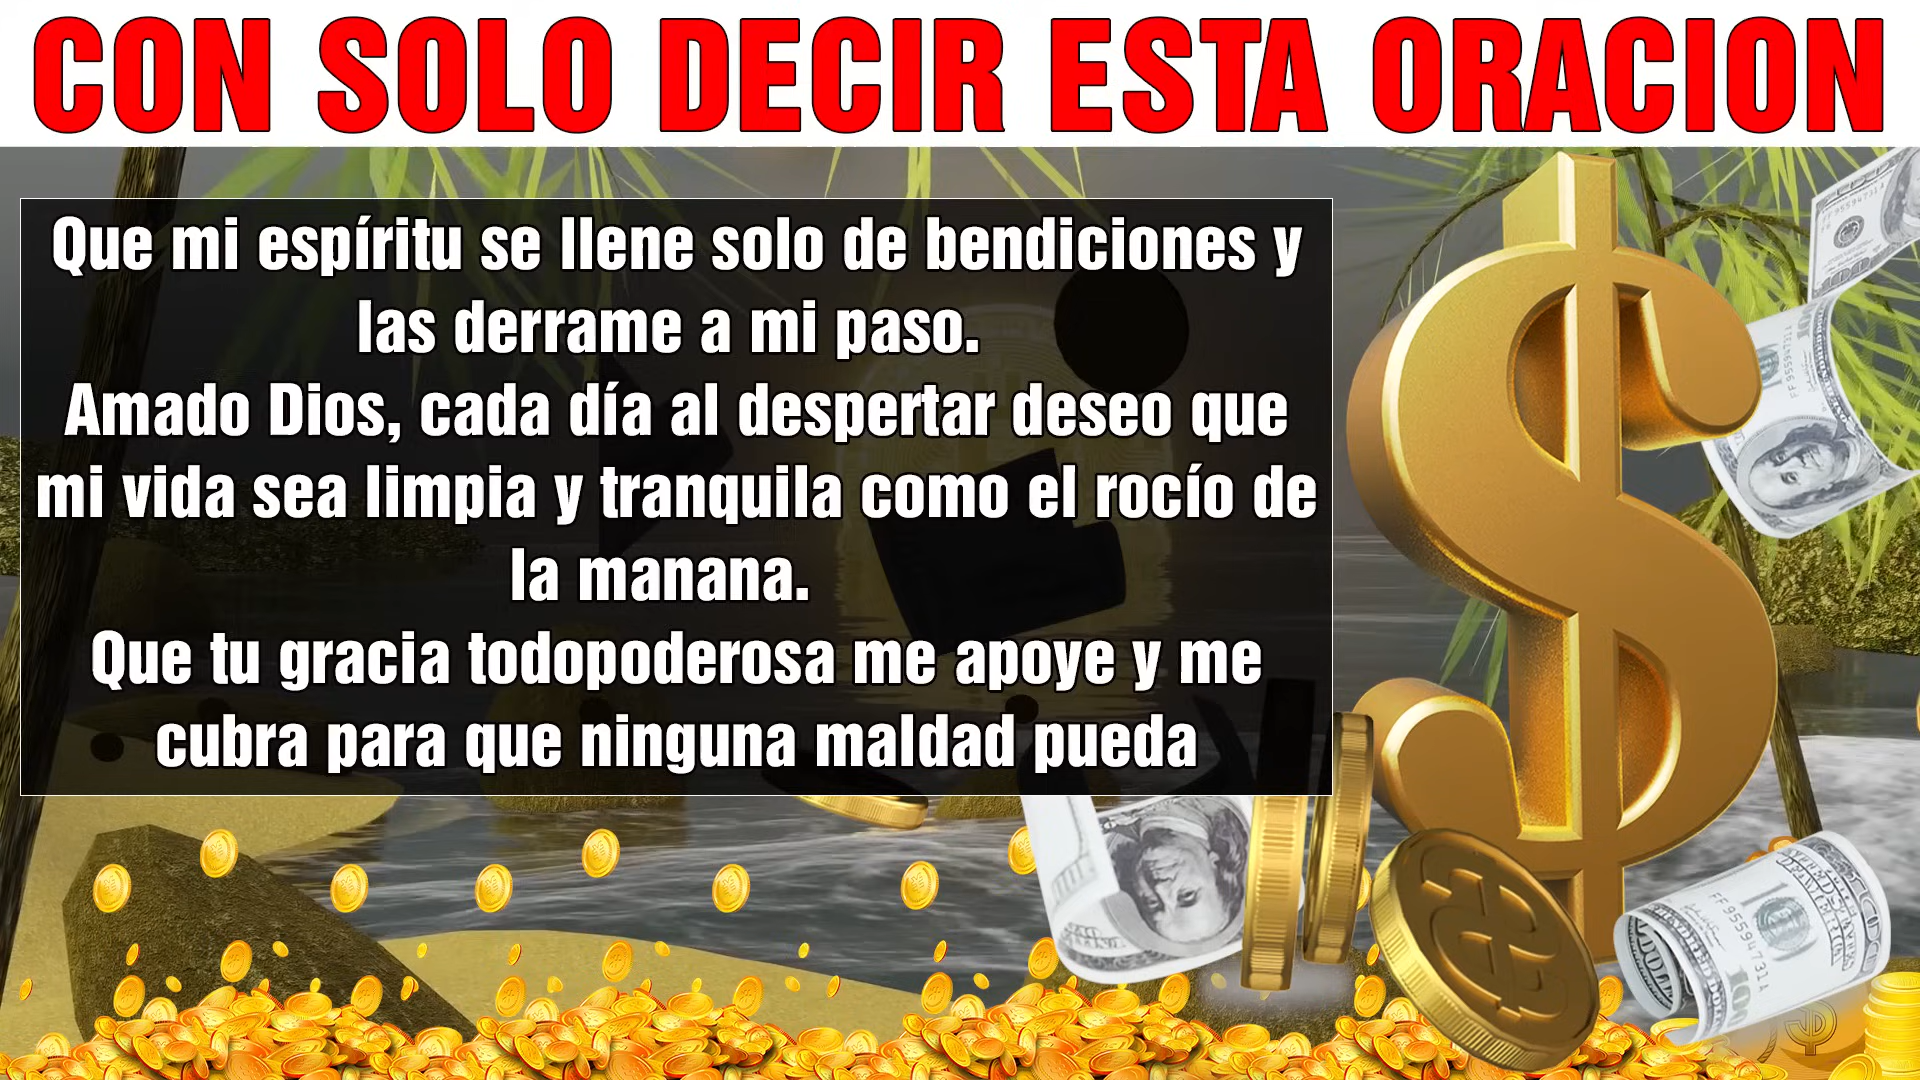 CON SOLO DECIR ESTA ORACION
Que mi espíritu se llene solo de bendiciones y
las derrame a mi paso.
Amado Dios, cada día al despertar deseo que
mi vida sea limpia y tranquila como el rocío de
la manana.
Que tu gracia todopoderosa me apoye y me
cubra para que ninguna maldad pueda